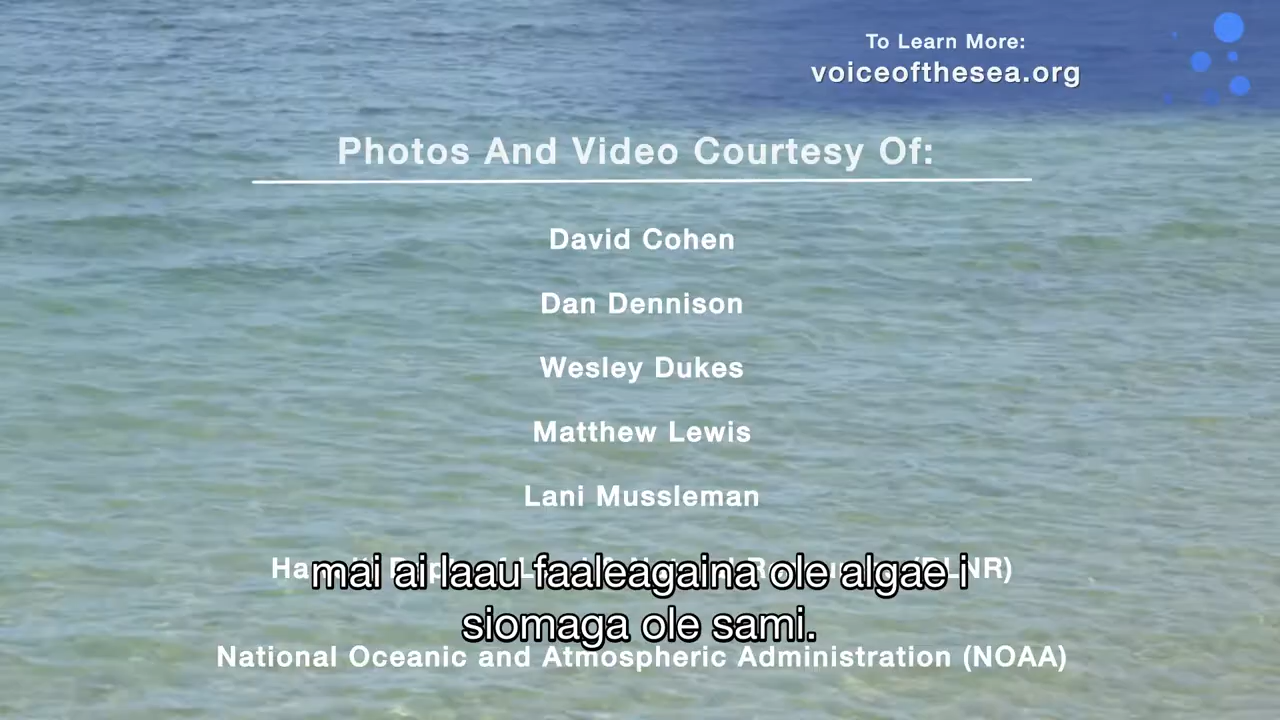 To Learn More:
voiceofthesea.org
Photos And Video Courtesy Of:
David Cohen
Dan Dennison
Wesley Dukes
Matthew Lewis
Lani Mussleman
(DLNR)
mai ai laau faaleagaina ole algae i
siomaga ole sami.
National Oceanic and Atmospheric Administration (NOAA)